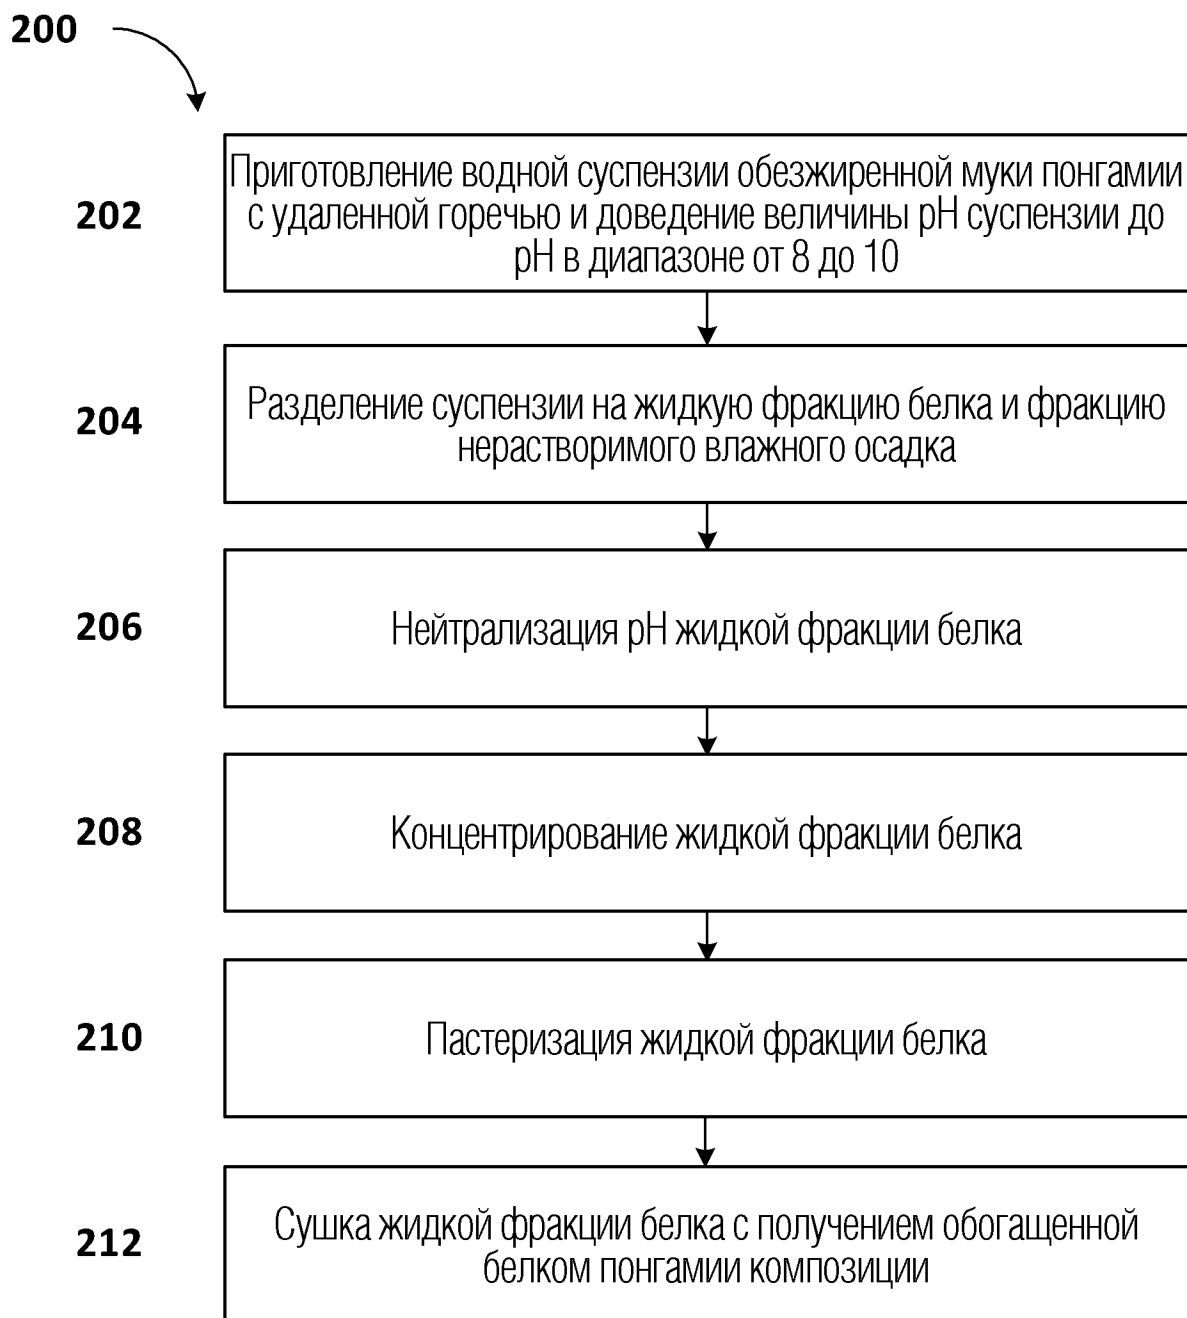 200
202
Приготовление водной суспензии обезжиренной муки понгамии
с удаленной горечью и доведение величины pH суспензии до
pH в диапазоне от 8 до 10
204
Разделение суспензии на жидкую фракцию белка и фракцию
нерастворимого влажного осадка
206
Нейтрализация pH жидкой фракции белка
208
Концентрирование жидкой фракции белка
210
Пастеризация жидкой фракции белка
212
Сушка жидкой фракции белка с получением обогащенной
белком понгамии композиции